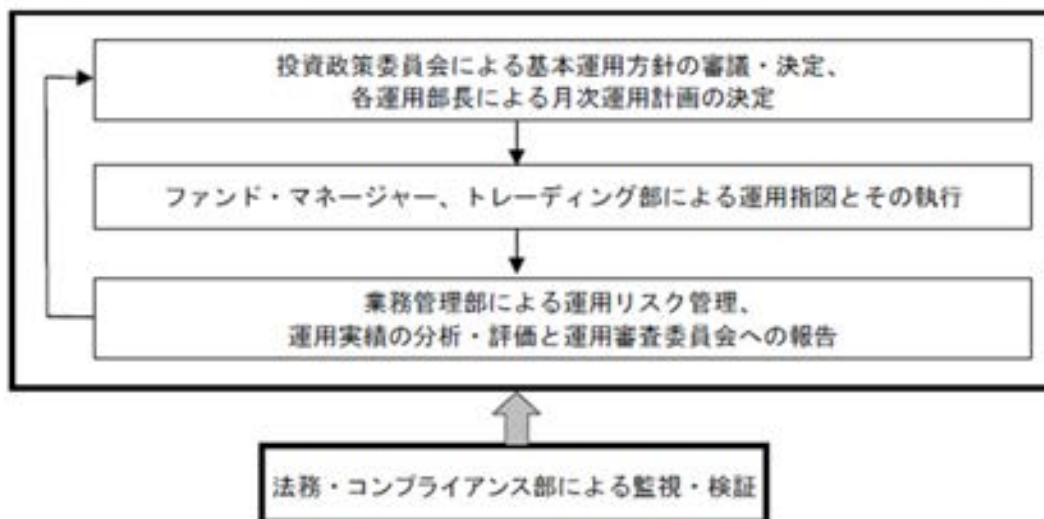 投資政策委員会による基本運用方針の審議・決定、
各運用部長による月次運用計画の決定
ファンド・マネージャー、トレーディング部による運用指図とその執行
業務管理部による運用リスク管理、
運用実績の分析・評価と運用審査委員会への報告
法務・コンプライアンス部による監視・検証